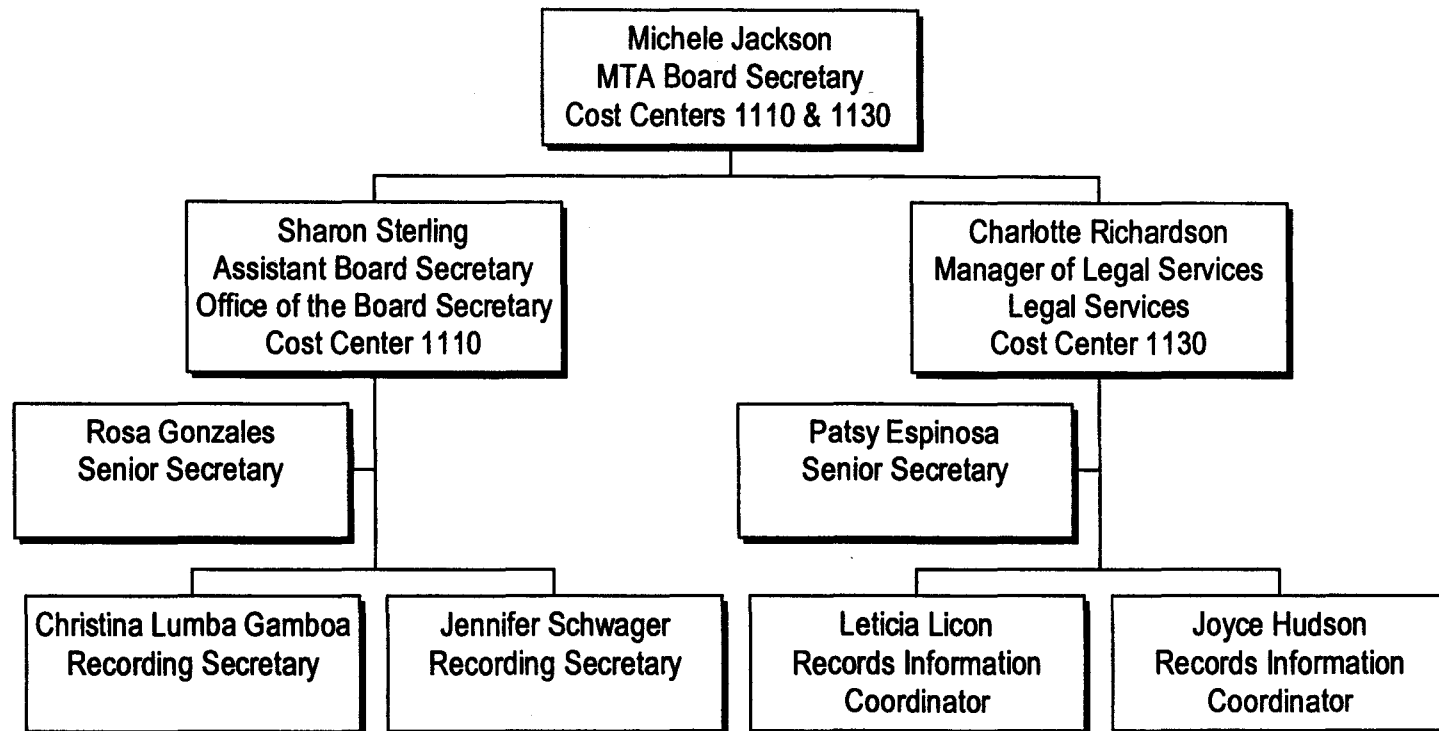 Michele Jackson
MTA Board Secretary
Cost Centers 1110 & 1130
Sharon Sterling
Assistant Board Secretary
Office of the Board Secretary
Cost Center 1110
Charlotte Richardson
Manager of Legal Services
Legal Services
Cost Center 1130
Rosa Gonzales
Senior Secretary
Patsy Espinosa
Senior Secretary
Christina Lumba Gamboa
Recording Secretary
Jennifer Schwager
Recording Secretary
Leticia Licon
Records Information
Coordinator
Joyce Hudson
Records Information
Coordinator